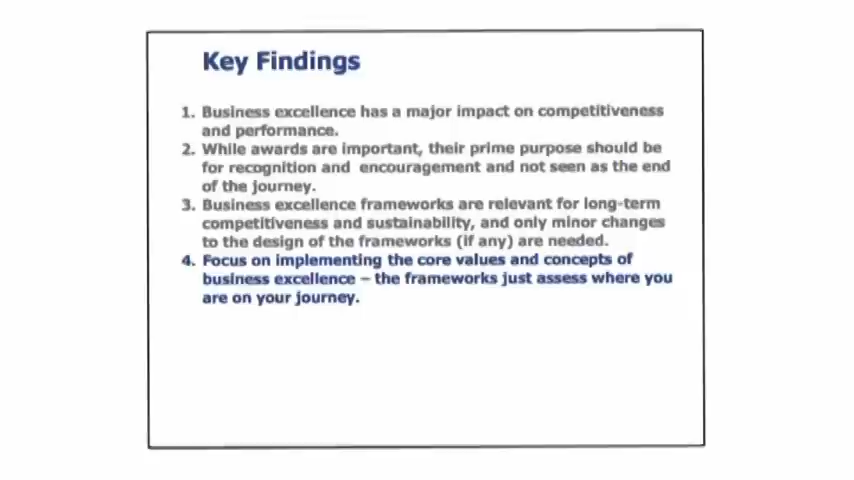 Key Findings
1. Business excellence has a major impact on competitiveness
and performance.
2. While awards are important, their prime purpose should be
for recognition and encouragement and not seen as the end
of the journey.
3. Business excellence frameworks are relevant for long-term
competitiveness and sustainability, and only minor changes
to the design of the frameworks (if any) are needed.
4. Focus on implementing the core values and concepts of
business excellence – the frameworks just assess where you
are on your journey.